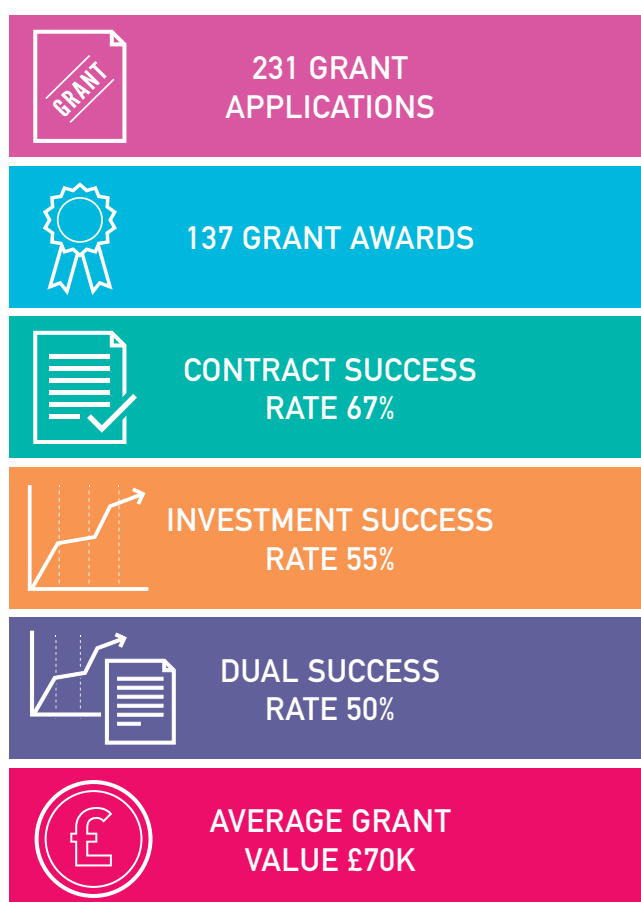 GRANT
231 GRANT
APPLICATIONS
137 GRANT AWARDS
CONTRACT SUCCESS
RATE 67%
INVESTMENT SUCCESS
RATE 55%
DUAL SUCCESS
RATE 50%
£
AVERAGE GRANT
VALUE £70K